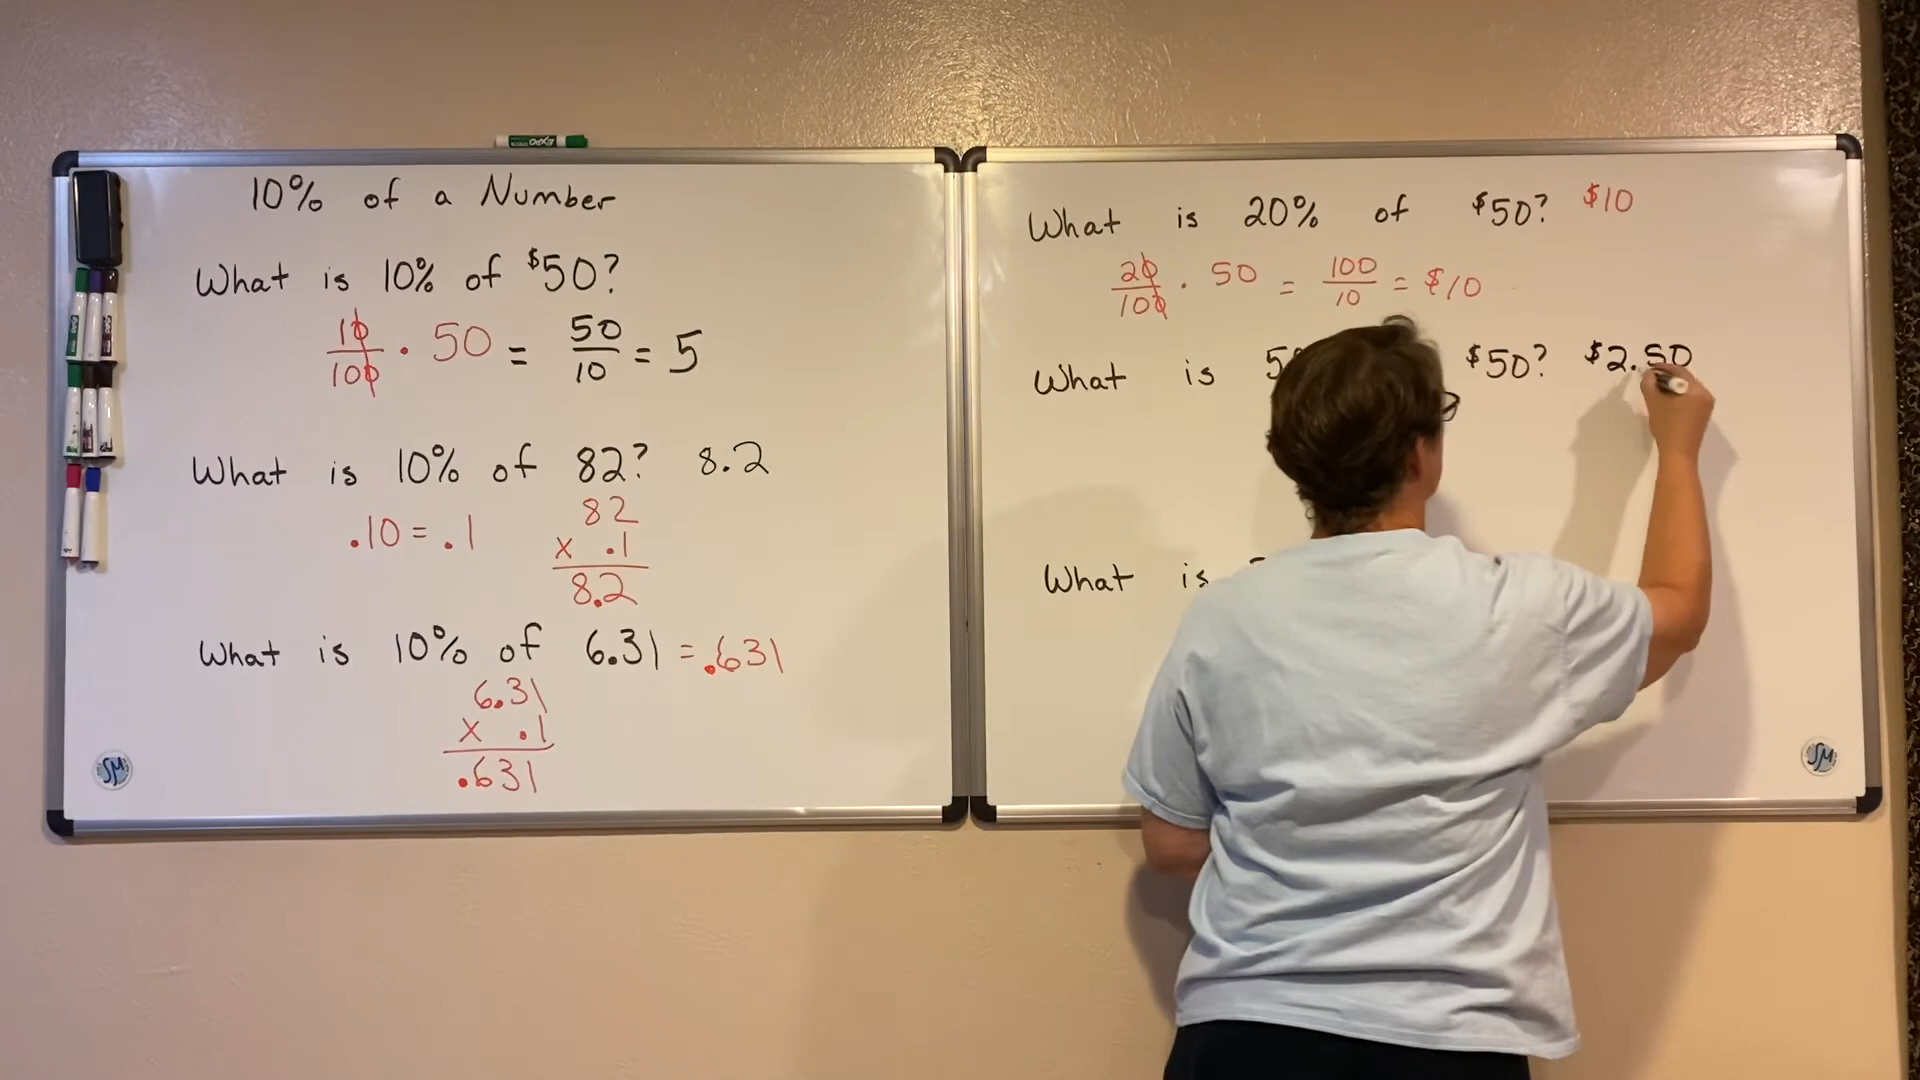 10% of a Number
What is 10% of $50?
10/100 · 50 = 50/10 = 5
What is 10% of 82? 8.2
.10 = .1
82
x .1
8.2
What is 10% of 6.31 = .631
6.31
x .1
.631
SM
EXPO
What is 20% of $50? $10
20/100 · 50 = 100/10 = $10
What is $50? $2.50
What is
SM